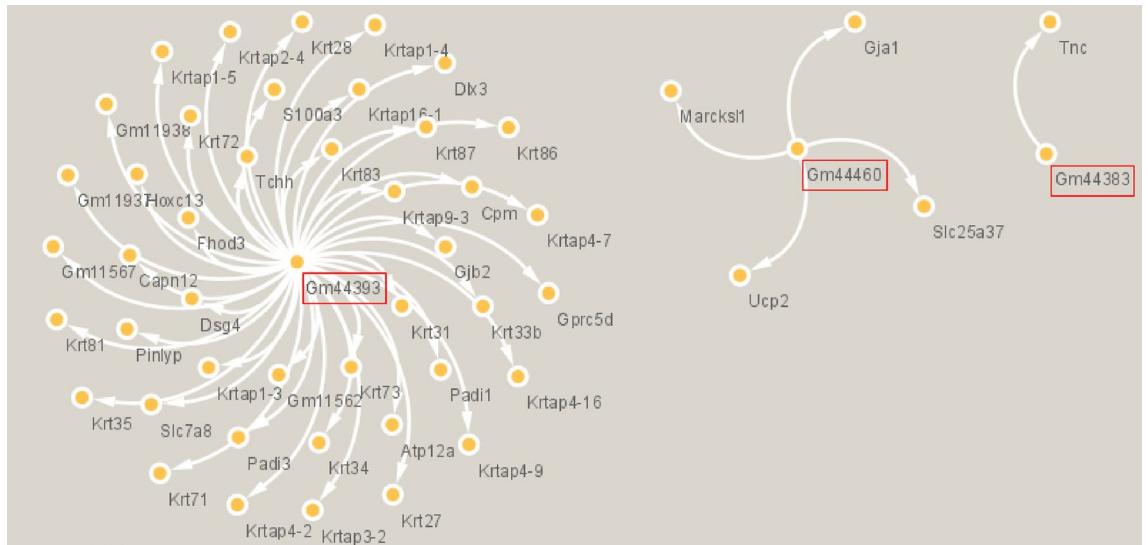 Krt28
Krtap1-4
Gja1
Tnc
Krtap2-4
Krtap1-5
Dlx3
S100a3
Krtap16-1
Marcksl1
Gm11938
Krt72
Krt87
Krt86
Tchh
Krt83
Gm44460
Gm44383
Gm11937
Hoxc13
Krtap9-3
Cpm
Krtap4-7
Slc25a37
Fhod3
Gm11567
Capn12
Gjb2
Gm44393
Ucp2
Dsg4
Krt31
Krt33b
Gprc5d
Krt81
Pinlyp
Krtap1-3
Gm11562
Krt73
Padi1
Krtap4-16
Krt35
Slc7a8
Atp12a
Padi3
Krt34
Krtap4-9
Krt71
Krtap4-2
Krtap3-2
Krt27